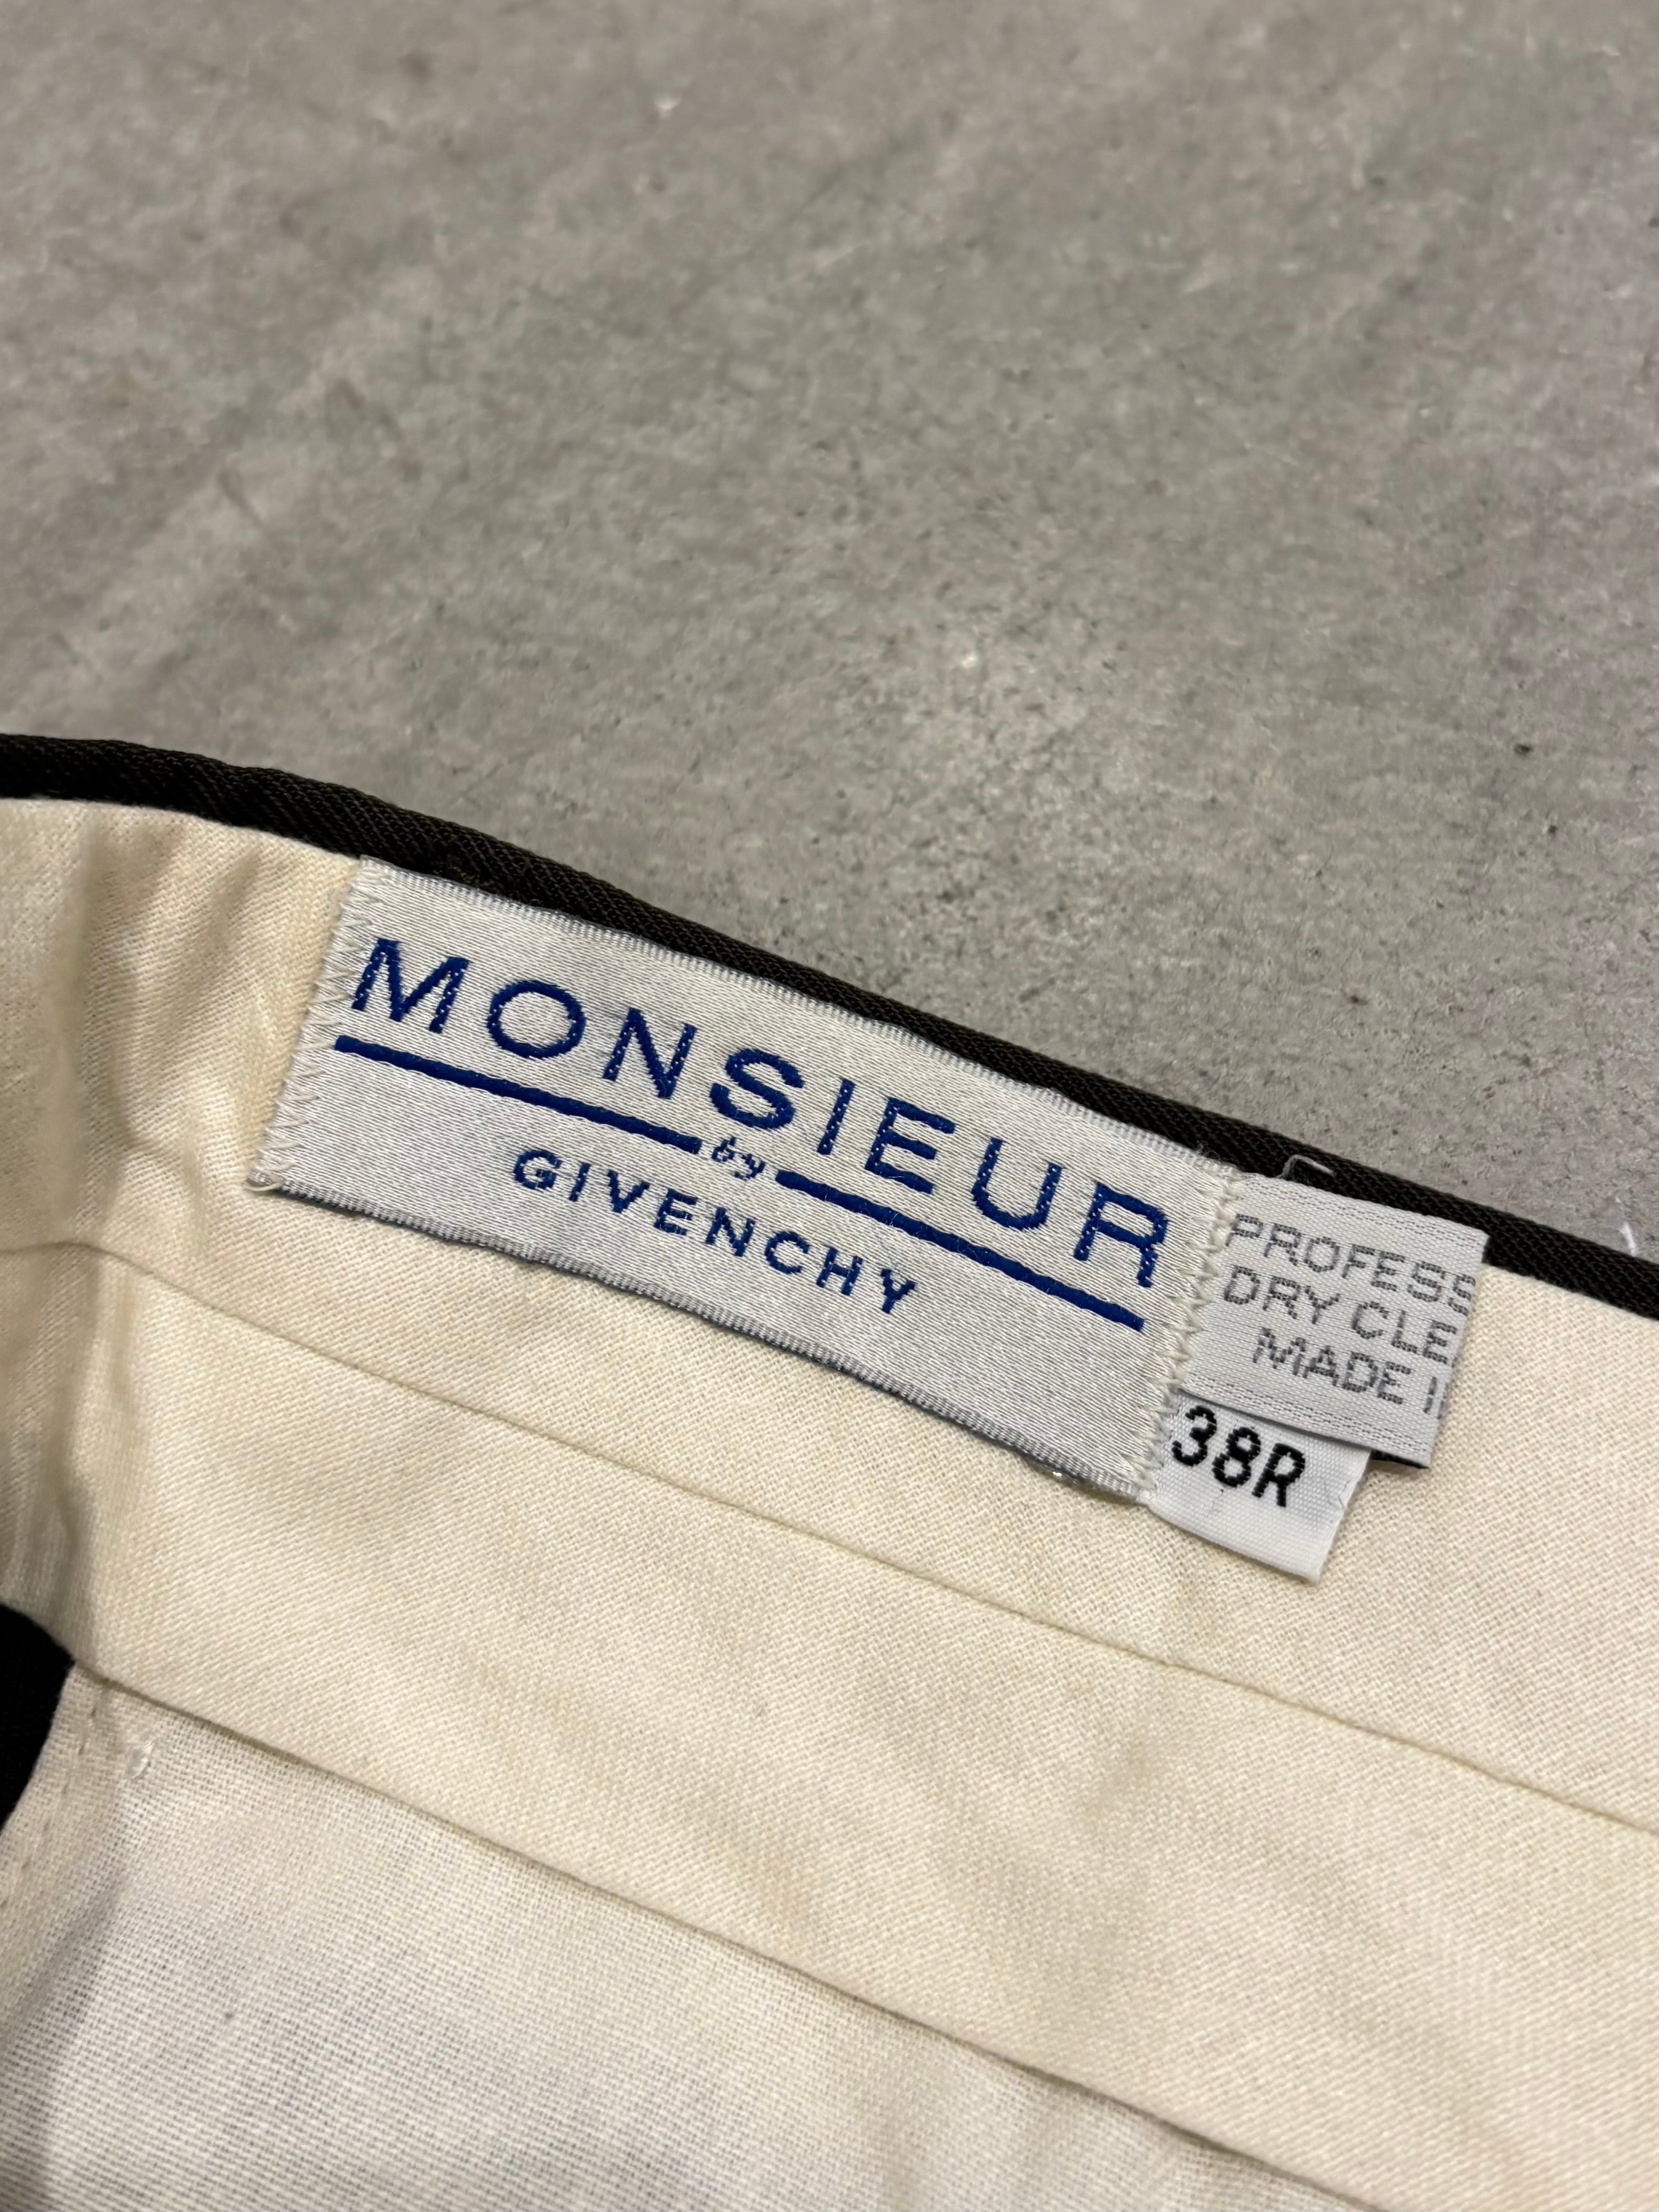 MONSIEUR
by
GIVENCHY
PROFESS
DRY CLE
MADE I
38R